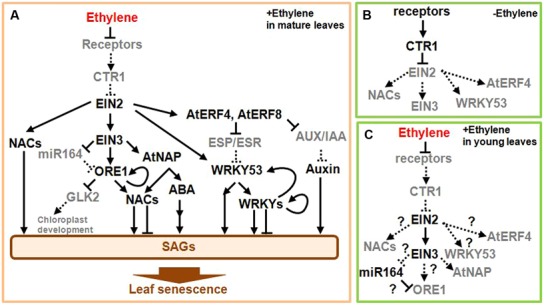 A
Ethylene
+Ethylene
in mature leaves
Receptors
CTR1
EIN2
AtERF4, AtERF8
NACs
EIN3
ESP/ESR
AUX/IAA
miR164
AtNAP
ORE1
WRKY53
Auxin
GLK2
NACs
ABA
WRKYs
Chloroplast
development
SAGs
Leaf senescence
B
receptors
-Ethylene
CTR1
EIN2
NACs
EIN3
WRKY53
AtERF4
C
Ethylene
+Ethylene
in young leaves
receptors
CTR1
EIN2
?
?
?
AtERF4
NACs
?
EIN3
WRKY53
miR164
?
AtNAP
?
ORE1